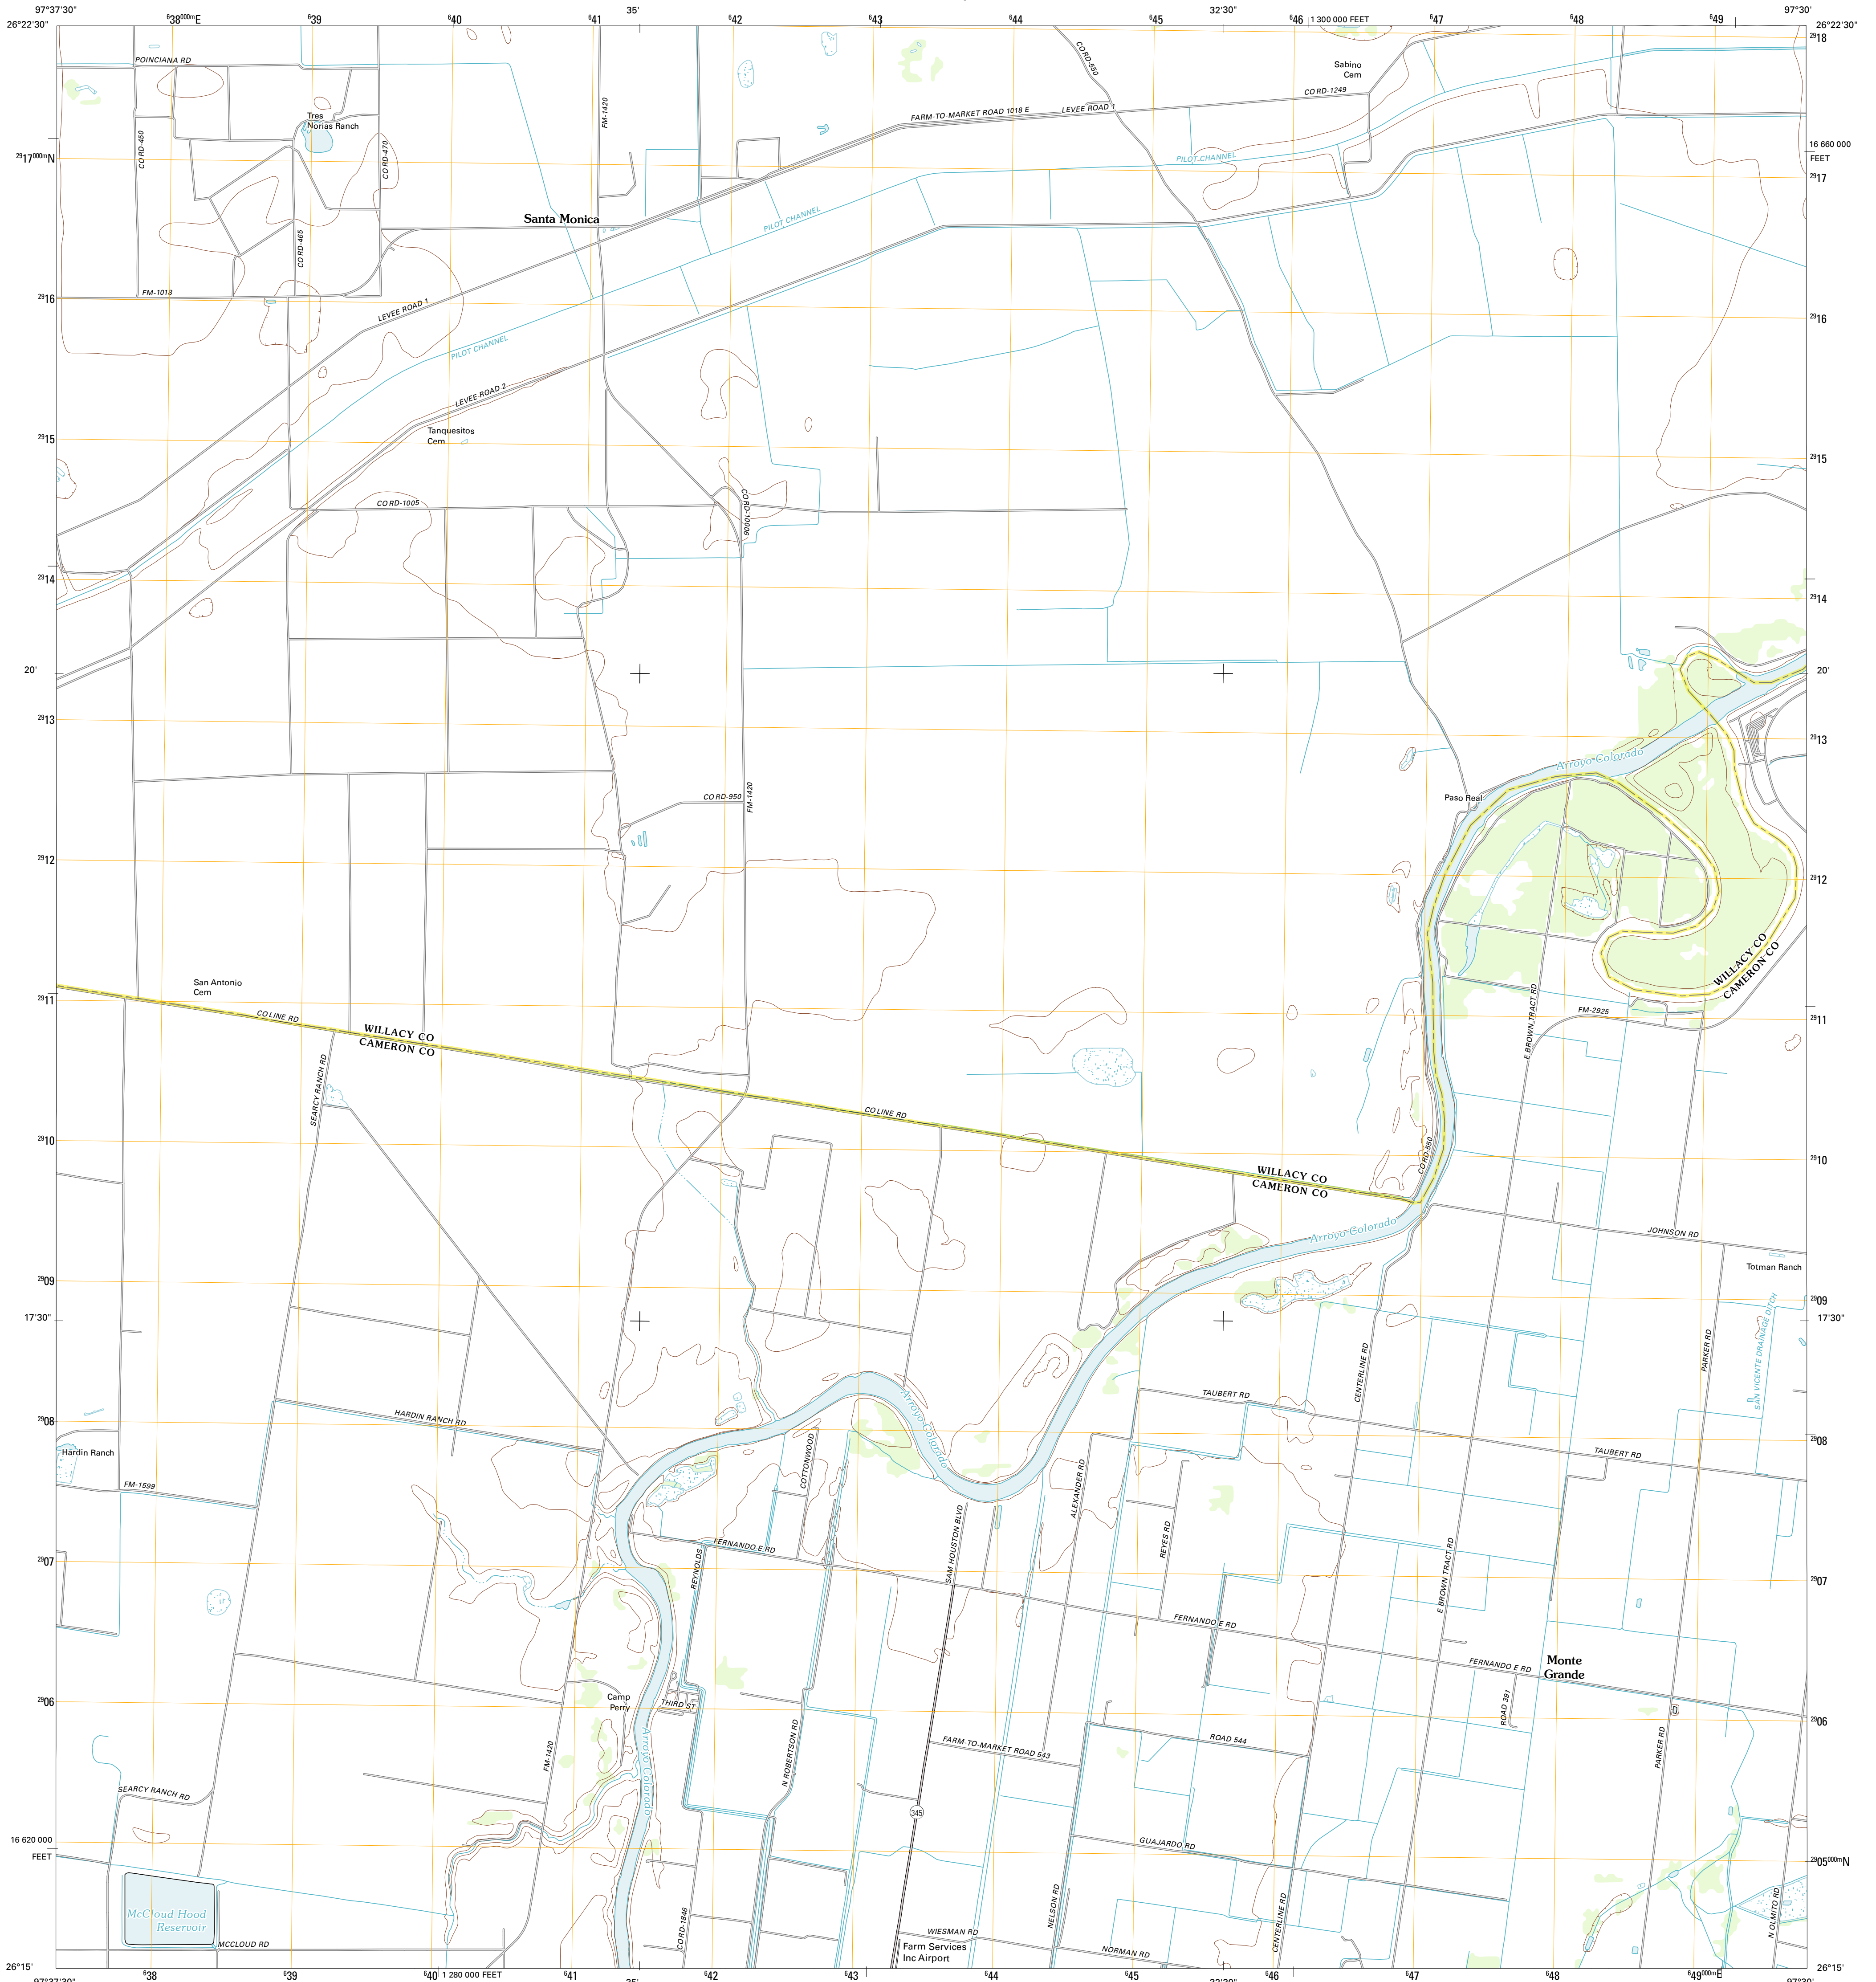 97°37'30"
⁶38⁰⁰⁰ᵐE
⁶39
⁶40
⁶41
35'
⁶42
⁶43
⁶44
⁶45
32'30"
⁶46
1 300 000 FEET
⁶47
⁶48
⁶49
97°30'
26°22'30"
26°22'30"
²⁹18
POINCIANA RD
Sabino
Cem
CO RD-550
CO RD-1249
FARM-TO-MARKET ROAD 1018 E
LEVEE ROAD 1
FM-1420
Tres
Norias Ranch
CO RD-450
CO RD-470
²⁹17⁰⁰⁰ᵐN
PILOT CHANNEL
16 660 000
FEET
²⁹17
Santa Monica
PILOT CHANNEL
CO RD-465
FM-1018
²⁹16
LEVEE ROAD 1
²⁹16
PILOT CHANNEL
LEVEE ROAD 2
Tanquesitos
Cem
²⁹15
²⁹15
CO RD-1005
CO RD-10006
²⁹14
²⁹14
20'
20'
²⁹13
²⁹13
Arroyo Colorado
CO RD-950
FM-1420
Paso Real
²⁹12
²⁹12
WILLACY CO
CAMERON CO
San Antonio
Cem
²⁹11
CO LINE RD
WILLACY CO
CAMERON CO
E BROWN TRACT RD
FM-2925
²⁹11
SEARCY RANCH RD
CO LINE RD
²⁹10
CO RD-550
²⁹10
WILLACY CO
CAMERON CO
Arroyo Colorado
JOHNSON RD
Totman Ranch
²⁹09
²⁹09
17'30"
17'30"
SAN VICENTE DRAINAGE DITCH
PARKER RD
CENTERLINE RD
TAUBERT RD
HARDIN RANCH RD
Arroyo Colorado
²⁹08
²⁹08
Hardin Ranch
TAUBERT RD
FM-1599
COTTONWOOD
ALEXANDER RD
SAM HOUSTON BLVD
REYES RD
FERNANDO E RD
REYNOLDS
²⁹07
²⁹07
E BROWN TRACT RD
FERNANDO E RD
Monte
Grande
FERNANDO E RD
²⁹06
Camp
Perry
THIRD ST
ROAD 391
²⁹06
Arroyo Colorado
FM-1420
N ROBERTSON RD
FARM-TO-MARKET ROAD 543
ROAD 544
PARKER RD
SEARCY RANCH RD
345
16 620 000
FEET
GUAJARDO RD
²⁹05⁰⁰⁰ᵐN
McCloud Hood
Reservoir
MCCLOUD RD
CO RD-1846
WIESMAN RD
Farm Services
Inc Airport
NELSON RD
NORMAN RD
CENTERLINE RD
N OLMITO RD
26°15'
26°15'
97°37'30"
⁶38
⁶39
⁶40
1 280 000 FEET
⁶41
35'
⁶42
⁶43
⁶44
⁶45
32'30"
⁶46
⁶47
⁶48
⁶49⁰⁰⁰ᵐE
97°30'